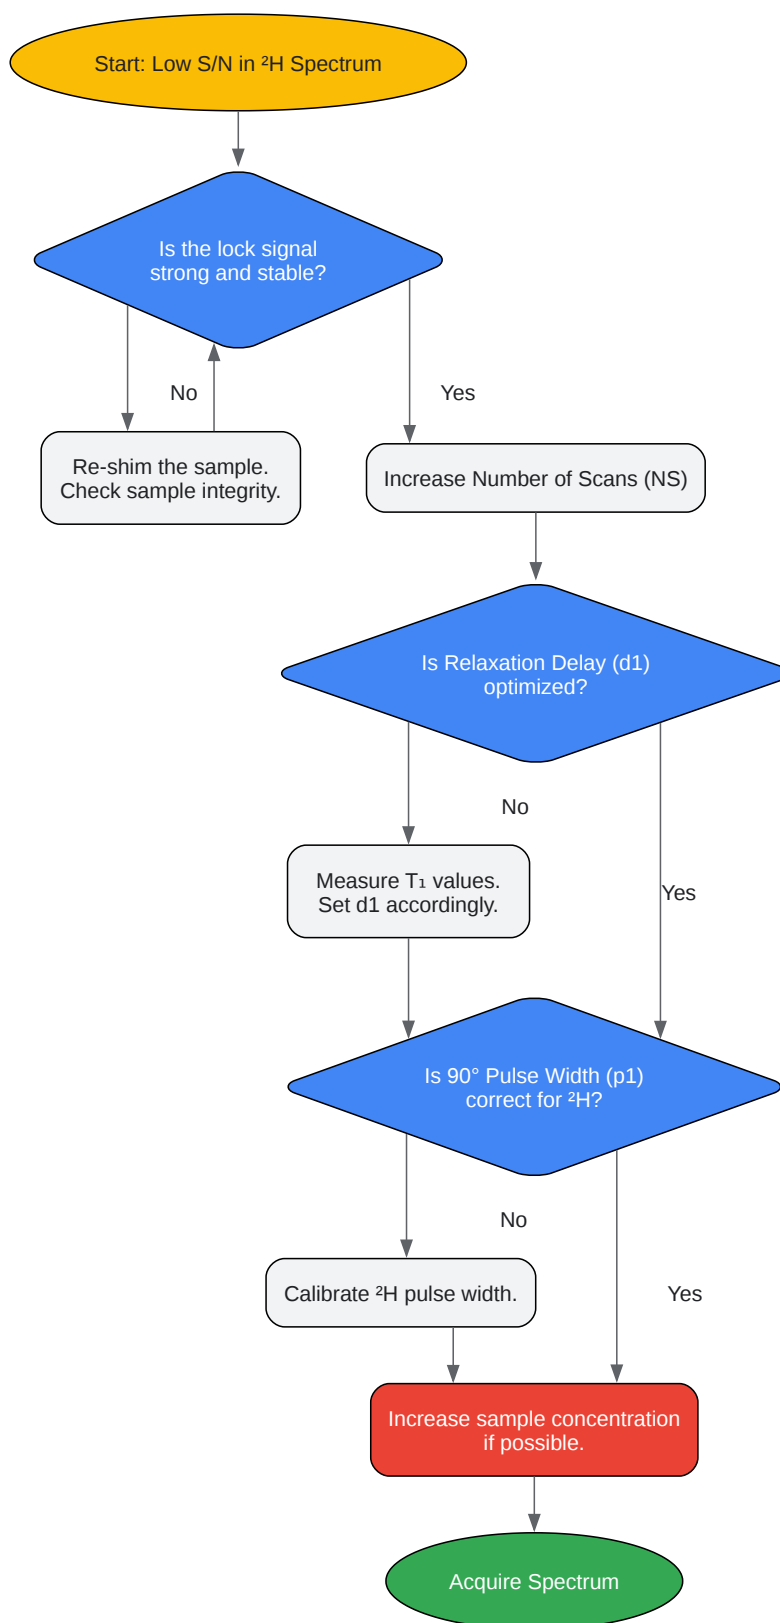 Start: Low S/N in ²H Spectrum
Is the lock signal
strong and stable?
No
Yes
Re-shim the sample.
Check sample integrity.
Increase Number of Scans (NS)
Is Relaxation Delay (d1)
optimized?
No
Measure T₁ values.
Set d1 accordingly.
Yes
Is 90° Pulse Width (p1)
correct for ²H?
No
Calibrate ²H pulse width.
Yes
Increase sample concentration
if possible.
Acquire Spectrum